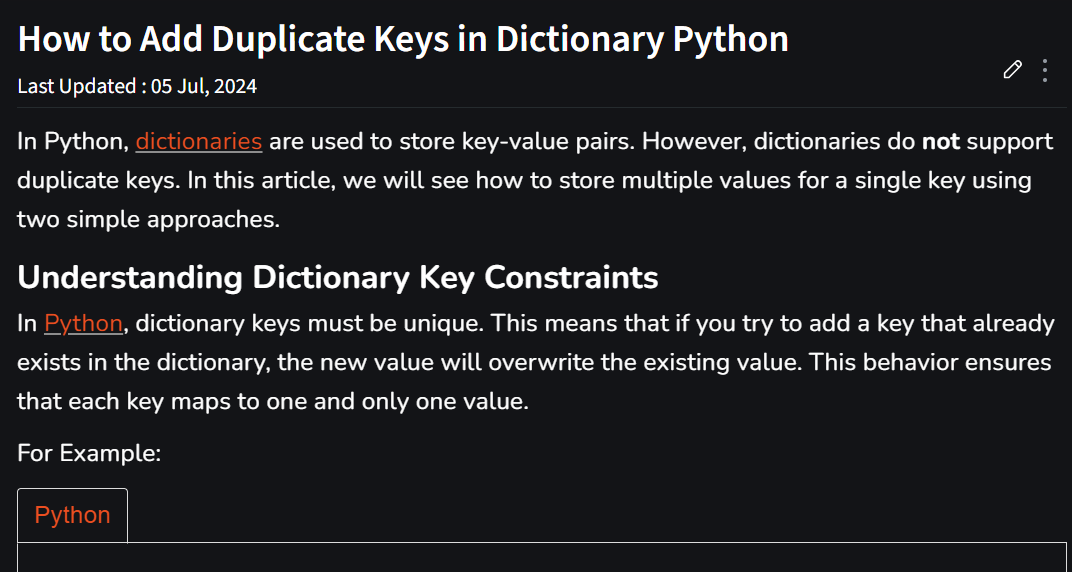 How to Add Duplicate Keys in Dictionary Python
Last Updated : 05 Jul, 2024
In Python, dictionaries are used to store key-value pairs. However, dictionaries do not support
duplicate keys. In this article, we will see how to store multiple values for a single key using
two simple approaches.
Understanding Dictionary Key Constraints
In Python, dictionary keys must be unique. This means that if you try to add a key that already
exists in the dictionary, the new value will overwrite the existing value. This behavior ensures
that each key maps to one and only one value.
For Example:
Python